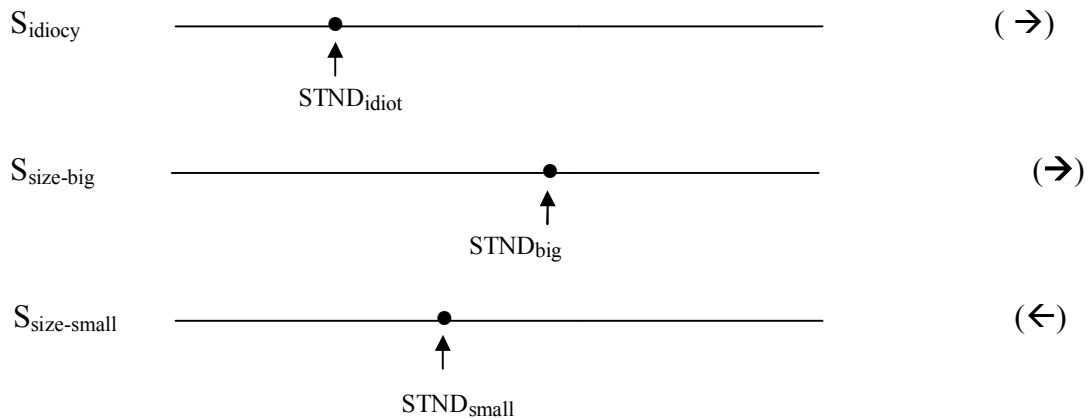 S_idiocy (→)
STND_idiot
S_size-big (→)
STND_big
S_size-small (←)
STND_small